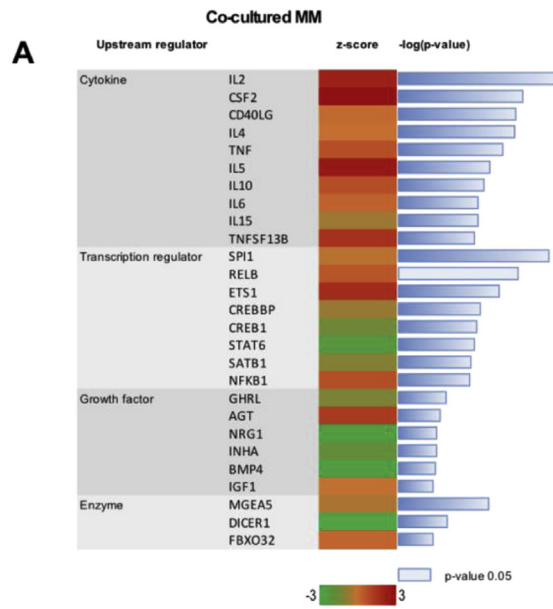 Co-cultured MM
A
Upstream regulator z-score -log(p-value)
Cytokine IL2
CSF2
CD40LG
IL4
TNF
IL5
IL10
IL6
IL15
TNFSF13B
Transcription regulator SPI1
RELB
ETS1
CREBBP
CREB1
STAT6
SATB1
NFKB1
Growth factor GHRL
AGT
NRG1
INHA
BMP4
IGF1
Enzyme MGEA5
DICER1
FBXO32
p-value 0.05
-3 3